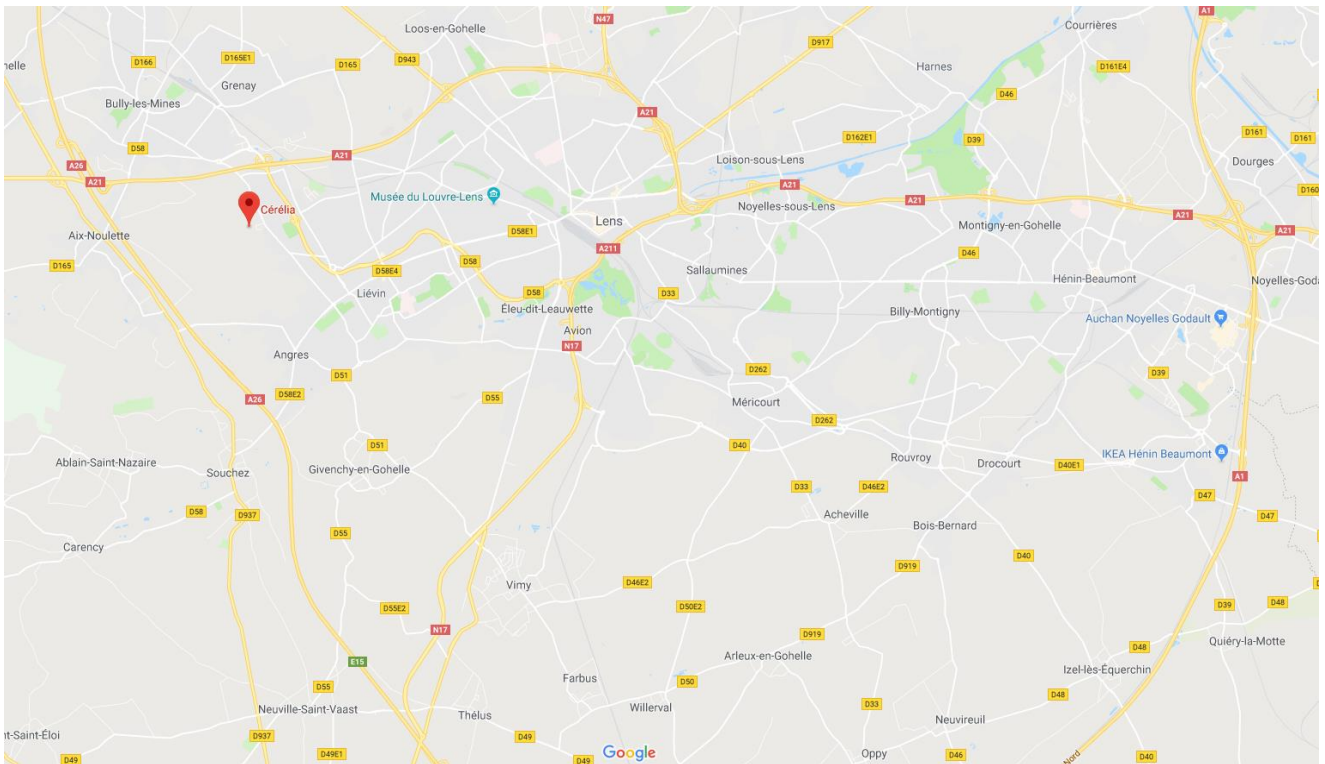 A1
N47
Courrières
Loos-en-Gohelle
D917
D165E1
D943
D166
D165
nelle
Harnes
D161E4
Grenay
D46
Bully-les-Mines
A21
D161
D162E1
D161
D39
D58
A21
Loison-sous-Lens
Dourges
A26
A21
A21
D160
Musée du Louvre-Lens
A21
Noyelles-sous-Lens
Cérélia
A21
Lens
Montigny-en-Gohelle
D58E1
A21
Aix-Noulette
A211
D46
D58
D165
D58E4
Sallaumines
Hénin-Beaumont
Noyelles-Goda
Liévin
D58
D33
Éleu-dit-Leauwette
Billy-Montigny
Auchan Noyelles Godault
Avion
N17
Angres
D262
D51
D39
D58E2
D55
A26
Méricourt
D262
D51
D40
IKEA Hénin Beaumont
Rouvroy
Ablain-Saint-Nazaire
Drocourt
D40E1
Souchez
Givenchy-en-Gohelle
A1
D33
D46E2
D47
D58
D937
Acheville
D47
Bois-Bernard
D55
Carency
D40
D919
Vimy
D46E2
D48
D55E2
D50E2
D39
N17
D919
Quiéry-la-Motte
D48
Arleux-en-Gohelle
E15
Izel-lès-Équerchin
Farbus
D50
D55
D48
Neuville-Saint-Vaast
Willerval
D33
Thélus
Neuvireuil
nt-Saint-Éloi
D937
D49
D49E1
Google
Oppy
D46
D40
D49
D49
Nord